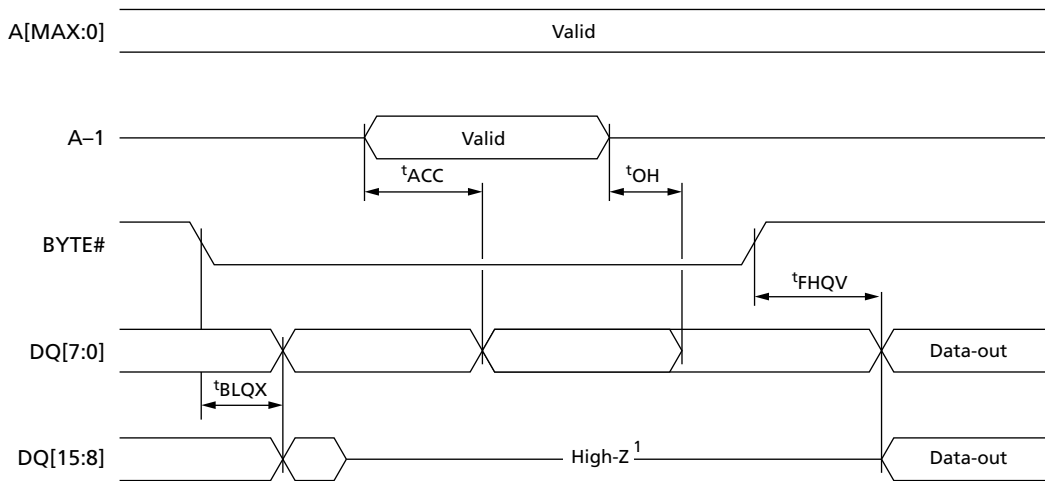 A[MAX:0] Valid
A–1 Valid
tACC tOH
BYTE#
tFHQV
DQ[7:0] Data-out
tBLQX
DQ[15:8] High-Z 1 Data-out